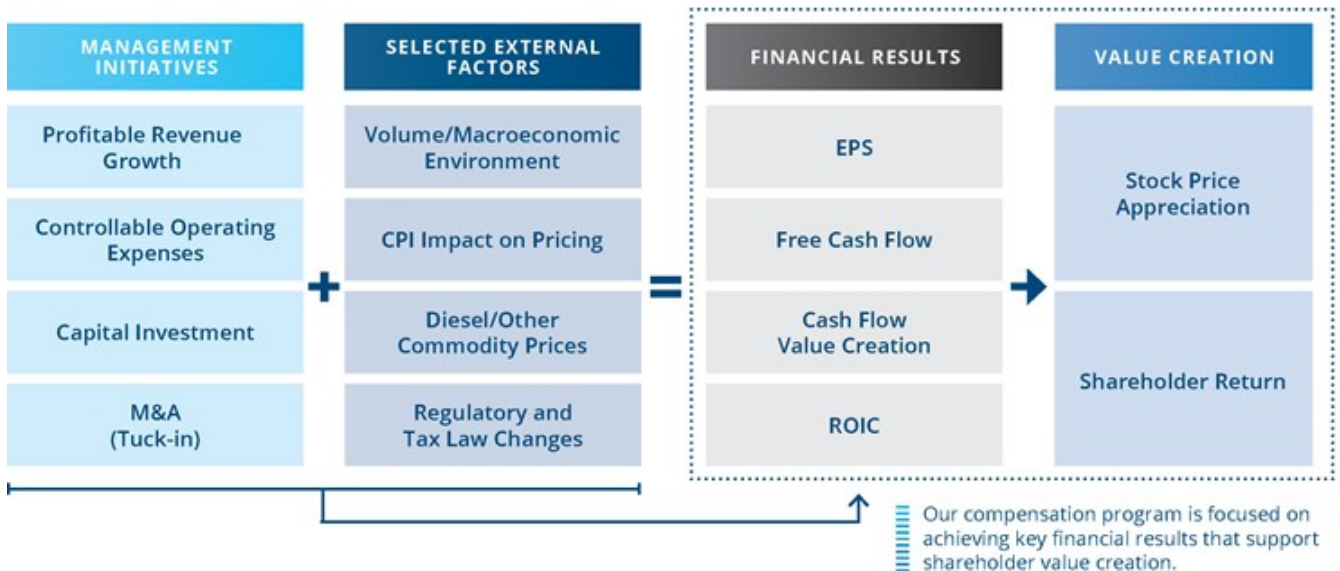 MANAGEMENT
INITIATIVES
Profitable Revenue
Growth
Controllable Operating
Expenses
Capital Investment
M&A
(Tuck-in)
+
SELECTED EXTERNAL
FACTORS
Volume/Macroeconomic
Environment
CPI Impact on Pricing
Diesel/Other
Commodity Prices
Regulatory and
Tax Law Changes
=
FINANCIAL RESULTS
EPS
Free Cash Flow
Cash Flow
Value Creation
ROIC
VALUE CREATION
Stock Price
Appreciation
Shareholder Return
Our compensation program is focused on
achieving key financial results that support
shareholder value creation.